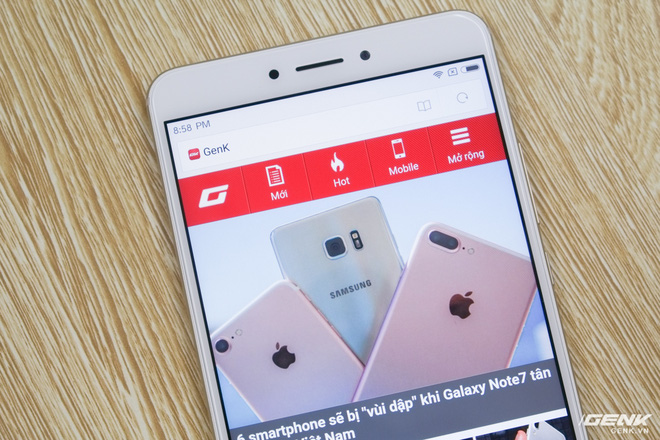 8:58 PM
GenK
G
Mới
Hot
Mobile
Mở rộng
SAMSUNG
6 smartphone sẽ bị "vùi dập" khi Galaxy Note7 tân
Việt Nam
GENK
GENK.VN